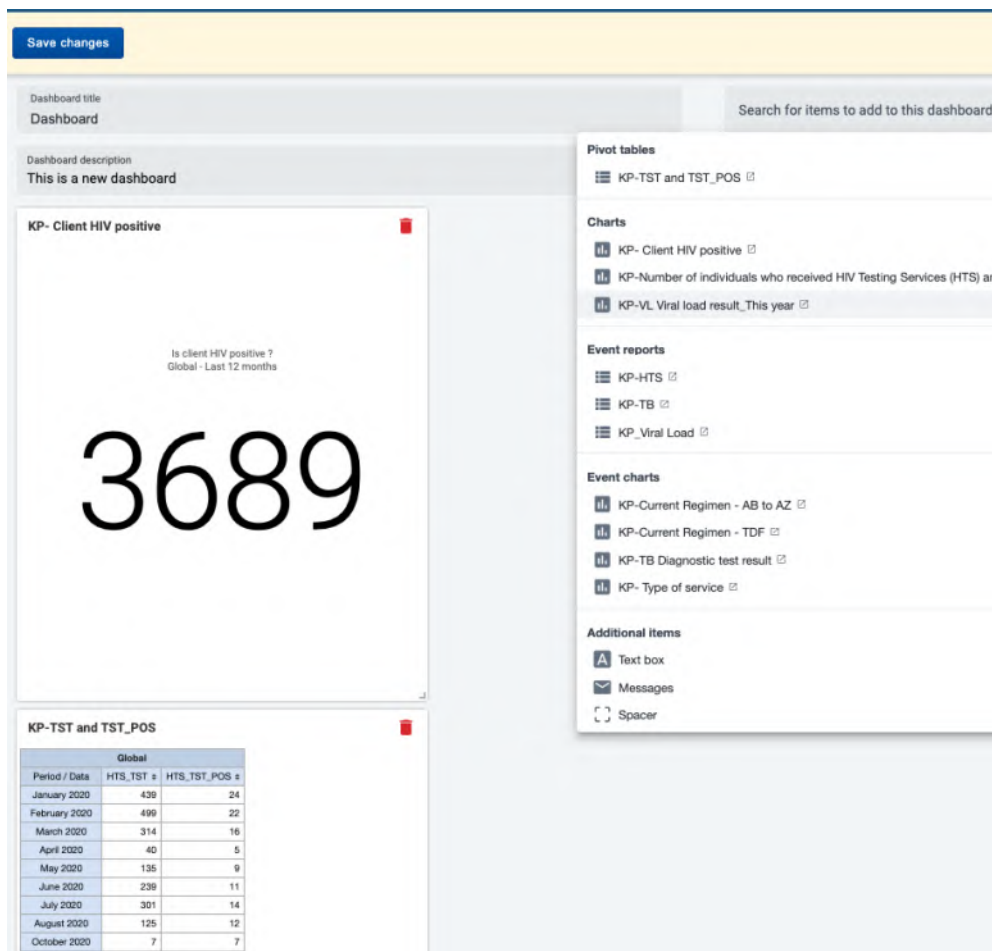 Save changes
Dashboard title
Dashboard
Search for items to add to this dashboard
Dashboard description
This is a new dashboard
KP- Client HIV positive
Is client HIV positive ?
Global - Last 12 months
3689
Pivot tables
KP-TST and TST_POS
Charts
KP- Client HIV positive
KP-Number of individuals who received HIV Testing Services (HTS) ar
KP-VL Viral load result_This year
Event reports
KP-HTS
KP-TB
KP_Viral Load
Event charts
KP-Current Regimen - AB to AZ
KP-Current Regimen - TDF
KP-TB Diagnostic test result
KP- Type of service
Additional items
A Text box
Messages
Spacer
KP-TST and TST_POS
Global
Period / Data HTS_TST HTS_TST_POS
January 2020 439 24
February 2020 499 22
March 2020 314 16
April 2020 40 5
May 2020 135 9
June 2020 239 11
July 2020 301 14
August 2020 125 12
October 2020 7 7